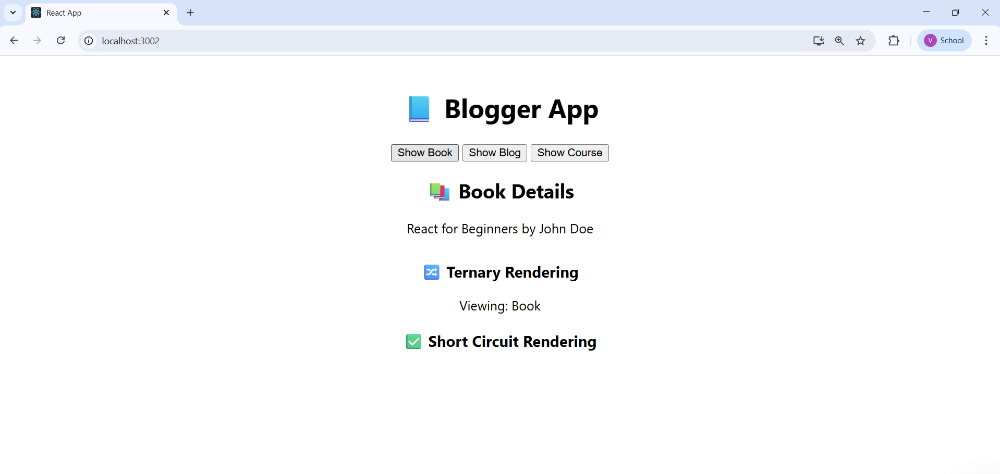 React App
localhost:3002
V School
📘 Blogger App
Show Book Show Blog Show Course
📚 Book Details
React for Beginners by John Doe
🔀 Ternary Rendering
Viewing: Book
✅ Short Circuit Rendering